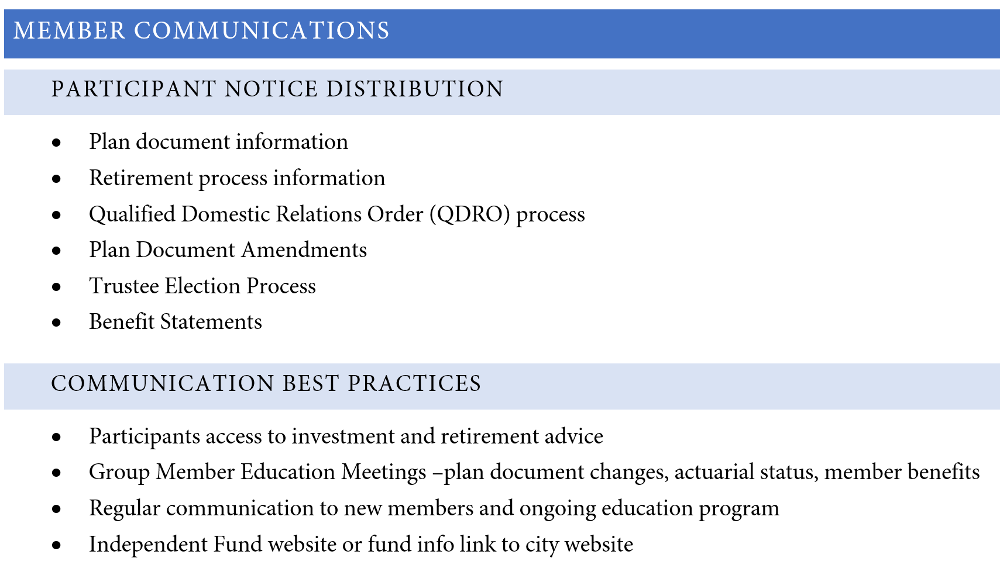 MEMBER COMMUNICATIONS
PARTICIPANT NOTICE DISTRIBUTION
• Plan document information
• Retirement process information
• Qualified Domestic Relations Order (QDRO) process
• Plan Document Amendments
• Trustee Election Process
• Benefit Statements
COMMUNICATION BEST PRACTICES
• Participants access to investment and retirement advice
• Group Member Education Meetings –plan document changes, actuarial status, member benefits
• Regular communication to new members and ongoing education program
• Independent Fund website or fund info link to city website